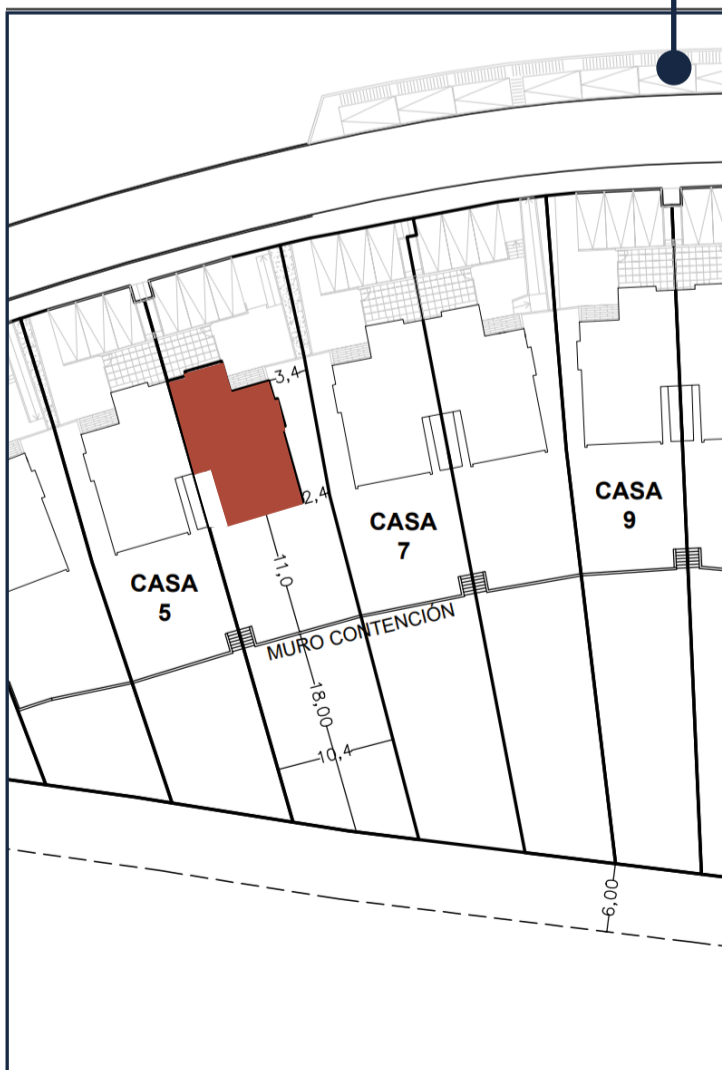 3,4
2,4
CASA
9
CASA
7
11,0
CASA
5
MURO CONTENCIÓN
18,00
10,4
6,00